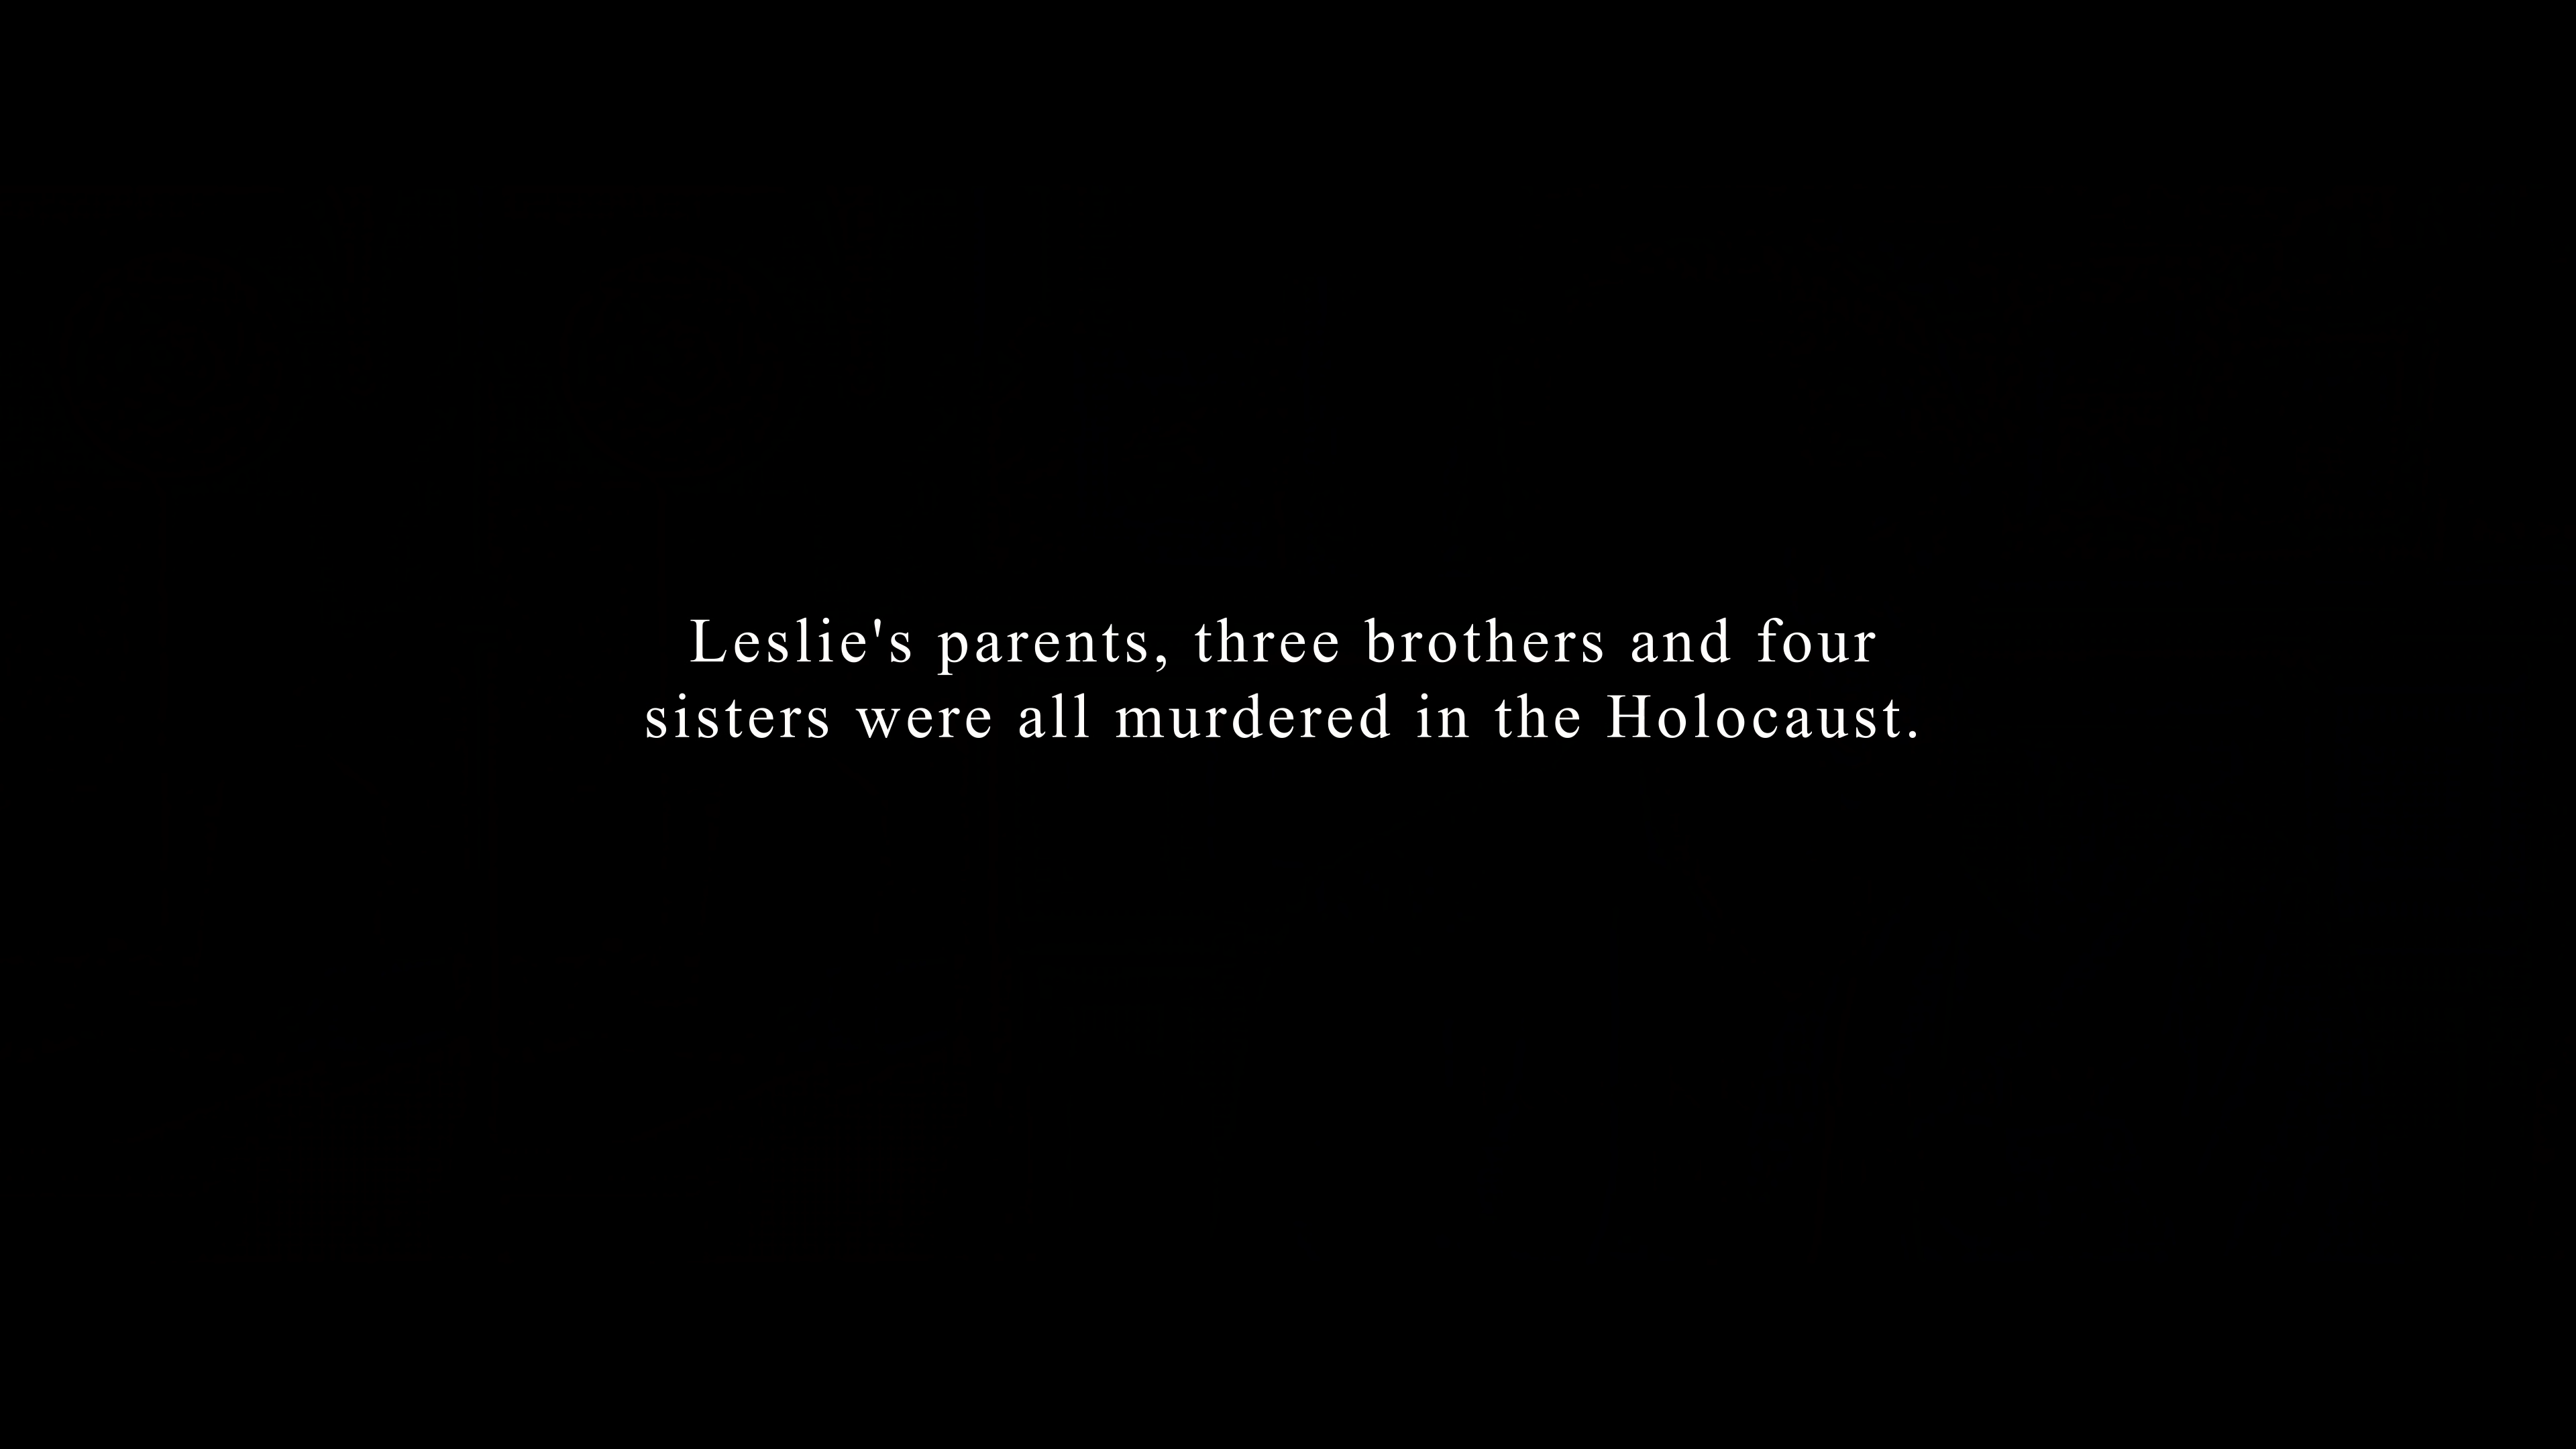 Leslie's parents, three brothers and four
sisters were all murdered in the Holocaust.